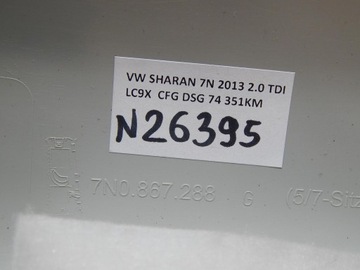 VW SHARAN 7N 2013 2.0 TDI
LC9X CFG DSG 74 351KM
N26395
7N0.867.288 G (5/7-Sitz